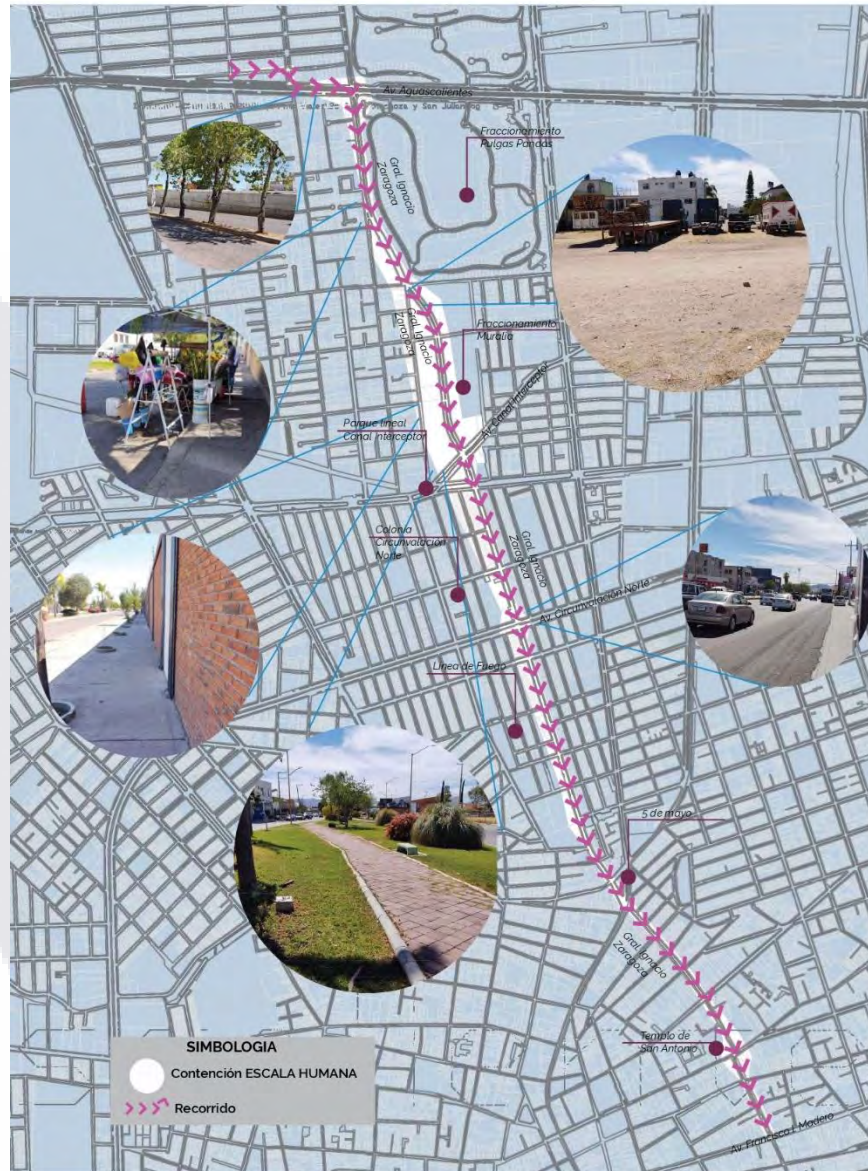 Av. Aguascalientes
Fraccionamiento
Pulgas Pandas
Gral. Ignacio
Zaragoza
Gral. Ignacio
Zaragoza
Fraccionamiento
Muralia
Av. Canal Interceptor
Parque lineal
Canal Interceptor
Colonia
Circunvalación
Norte
Gral. Ignacio
Zaragoza
Av. Circunvalación Norte
Linea de Fuego
5 de mayo
Gral. Ignacio
Zaragoza
Templo de
San Antonio
Av. Francisco I. Madero
SIMBOLOGIA
Contención ESCALA HUMANA
Recorrido